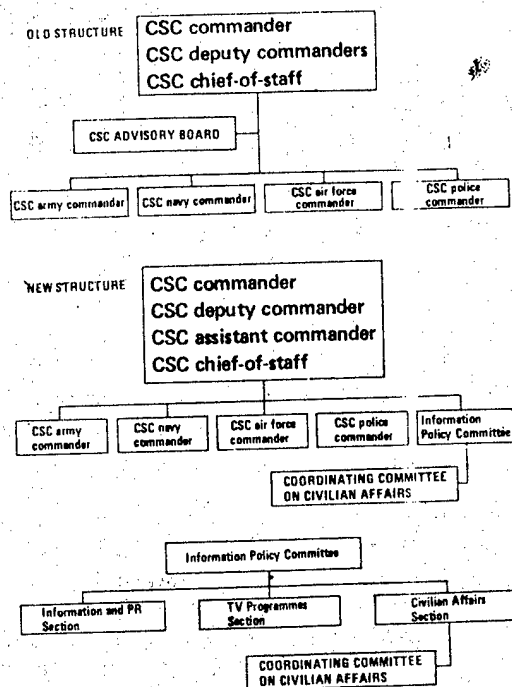 OLD STRUCTURE
CSC commander
CSC deputy commanders
CSC chief-of-staff
CSC ADVISORY BOARD
CSC army commander
CSC navy commander
CSC air force
commander
CSC police
commander
NEW STRUCTURE
CSC commander
CSC deputy commander
CSC assistant commander
CSC chief-of-staff
CSC army
commander
CSC navy
commander
CSC air force
commander
CSC police
commander
Information
Policy Committee
COORDINATING COMMITTEE
ON CIVILIAN AFFAIRS
Information Policy Committee
Information and PR
Section
TV Programmes
Section
Civilian Affairs
Section
COORDINATING COMMITTEE
ON CIVILIAN AFFAIRS